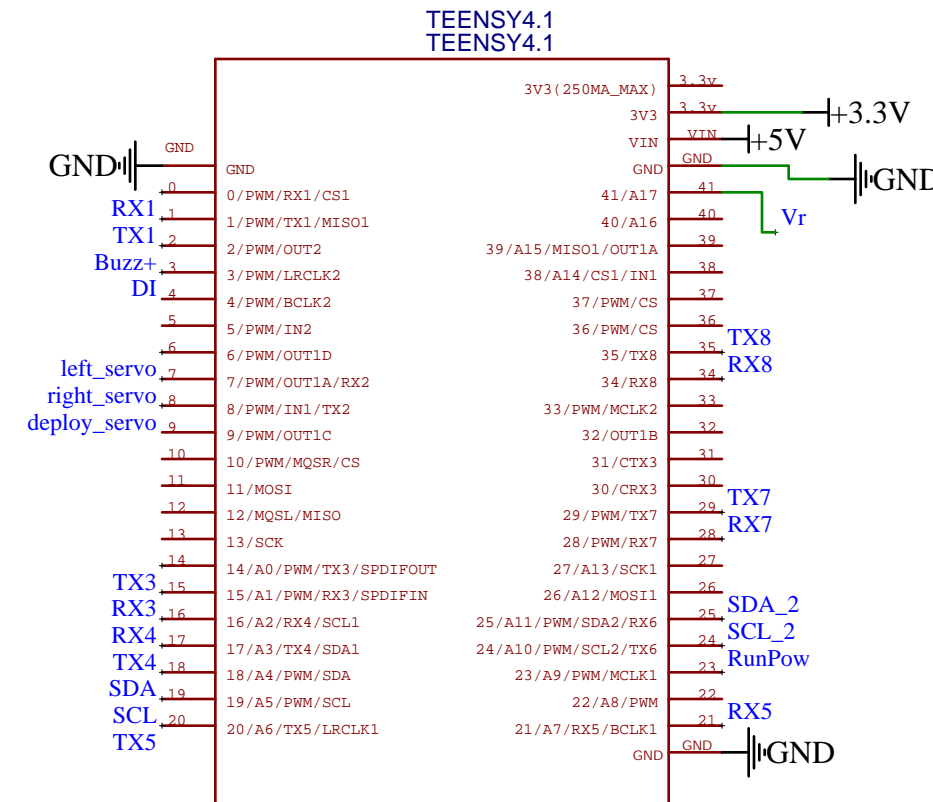 TEENSY4.1
TEENSY4.1
3V3(250MA_MAX) 3.3v
3V3 3.3v +3.3V
VIN VIN +5V
GND GND GND GND GND GND
0 0/PWM/RX1/CS1 41/A17 41
RX1 1 1/PWM/TX1/MISO1 40/A16 40 Vr
TX1 2 2/PWM/OUT2 39/A15/MISO1/OUT1A 39
Buzz+ 3 3/PWM/LRCLK2 38/A14/CS1/IN1 38
DI 4 4/PWM/BCLK2 37/PWM/CS 37
5 5/PWM/IN2 36/PWM/CS 36
6 6/PWM/OUT1D 35/TX8 35 TX8
left_servo 7 7/PWM/OUT1A/RX2 34/RX8 34 RX8
right_servo 8 8/PWM/IN1/TX2 33/PWM/MCLK2 33
deploy_servo 9 9/PWM/OUT1C 32/OUT1B 32
10 10/PWM/MQSR/CS 31/CTX3 31
11 11/MOSI 30/CRX3 30
12 12/MQSL/MISO 29/PWM/TX7 29 TX7
13 13/SCK 28/PWM/RX7 28 RX7
14 14/A0/PWM/TX3/SPDIFOUT 27/A13/SCK1 27
TX3 15 15/A1/PWM/RX3/SPDIFIN 26/A12/MOSI1 26
RX3 16 16/A2/RX4/SCL1 25/A11/PWM/SDA2/RX6 25 SDA_2
RX4 17 17/A3/TX4/SDA1 24/A10/PWM/SCL2/TX6 24 SCL_2
TX4 18 18/A4/PWM/SDA 23/A9/PWM/MCLK1 23 RunPow
SDA 19 19/A5/PWM/SCL 22/A8/PWM 22
SCL 20 20/A6/TX5/LRCLK1 21/A7/RX5/BCLK1 21 RX5
TX5 GND GND GND